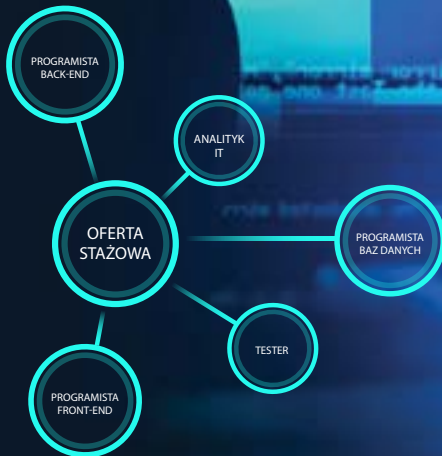 PROGRAMISTA
BACK-END
ANALITYK
IT
OFERTA
STAŻOWA
PROGRAMISTA
BAZ DANYCH
TESTER
PROGRAMISTA
FRONT-END